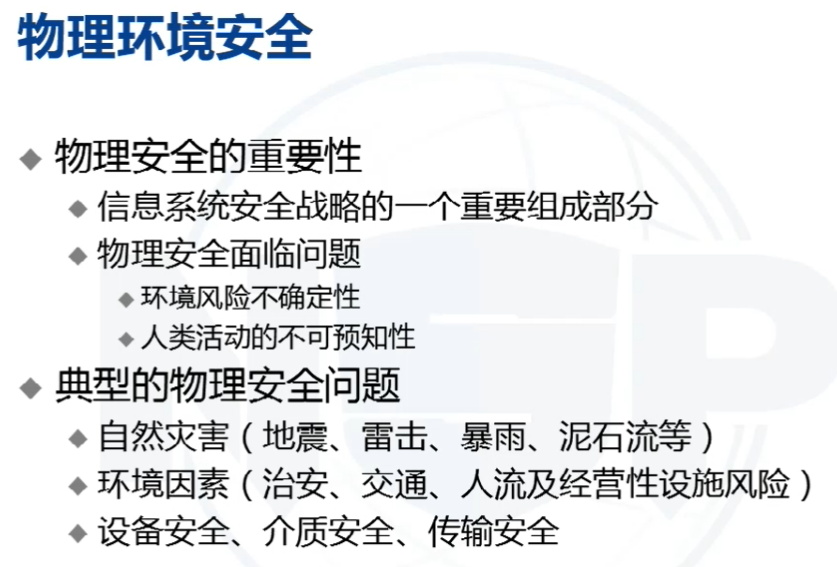 物理环境安全
物理安全的重要性
信息系统安全战略的一个重要组成部分
物理安全面临问题
环境风险不确定性
人类活动的不可预知性
典型的物理安全问题
自然灾害（地震、雷击、暴雨、泥石流等）
环境因素（治安、交通、人流及经营性设施风险）
设备安全、介质安全、传输安全